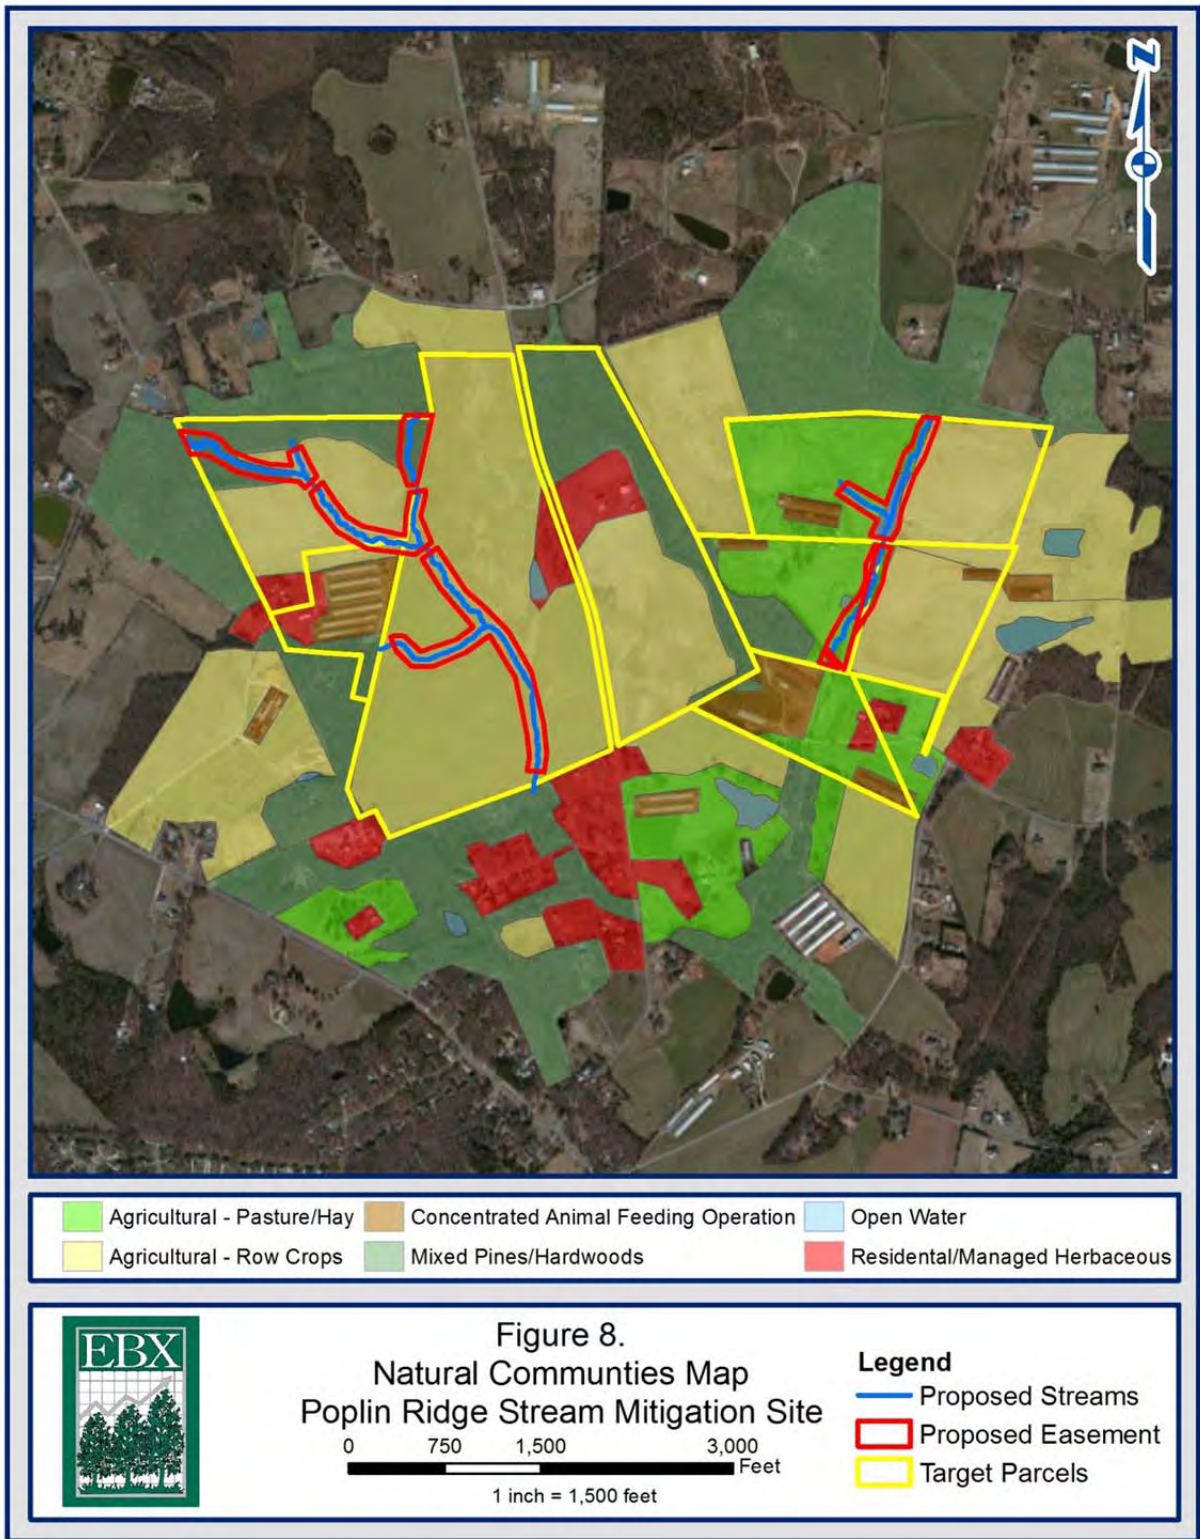 N
Agricultural - Pasture/Hay
Concentrated Animal Feeding Operation
Open Water
Agricultural - Row Crops
Mixed Pines/Hardwoods
Residental/Managed Herbaceous
EBX
Figure 8.
Natural Communties Map
Poplin Ridge Stream Mitigation Site
0 750 1,500 3,000
Feet
1 inch = 1,500 feet
Legend
Proposed Streams
Proposed Easement
Target Parcels